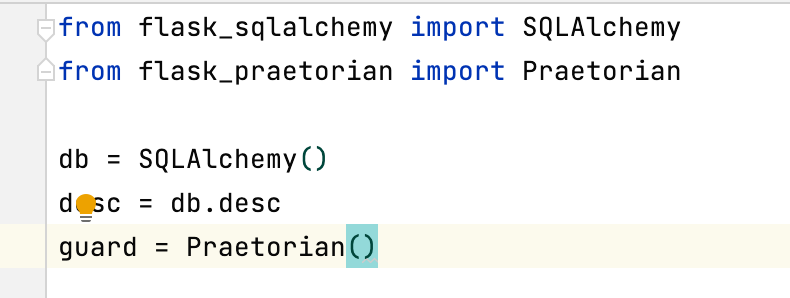 from flask_sqlalchemy import SQLAlchemy
from flask_praetorian import Praetorian
db = SQLAlchemy()
desc = db.desc
guard = Praetorian()